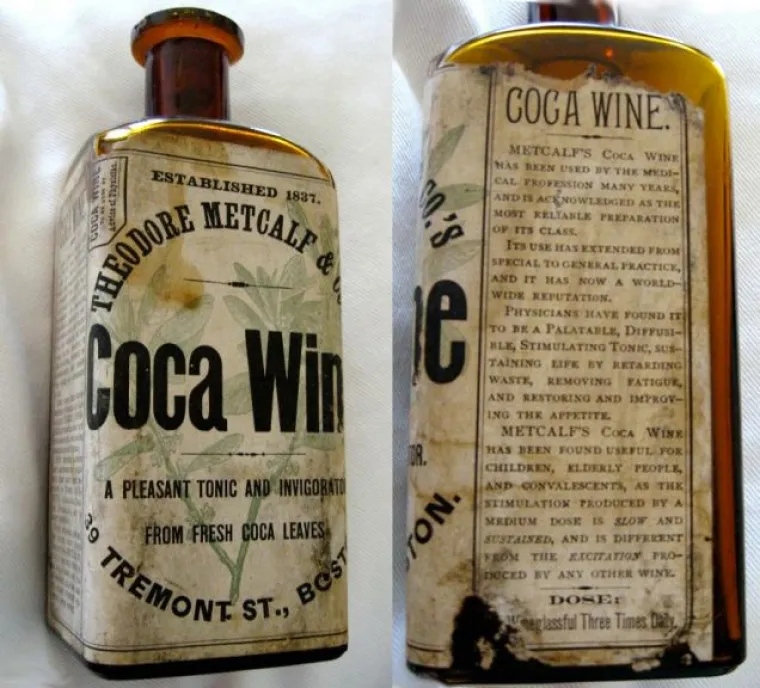 COCA WINE
ESTABLISHED 1837.
THEODORE METCALF & Co
Coca Win
A PLEASANT TONIC AND INVIGORATOR
FROM FRESH COCA LEAVES
39 TREMONT ST., BOST
COCA WINE.
METCALF'S COCA WINE
HAS BEEN USED BY THE MEDI-
CAL PROFESSION MANY YEARS,
AND IS ACKNOWLEDGED AS THE
MOST RELIABLE PREPARATION
OF ITS CLASS.
ITS USE HAS EXTENDED FROM
SPECIAL TO GENERAL PRACTICE,
AND IT HAS NOW A WORLD-
WIDE REPUTATION.
PHYSICIANS HAVE FOUND IT
TO BE A PALATABLE, DIFFUSI-
BLE, STIMULATING TONIC, SUS-
TAINING LIFE BY RETARDING
WASTE, REMOVING FATIGUE,
AND RESTORING AND IMPROV-
ING THE APPETITE.
METCALF'S COCA WINE
HAS BEEN FOUND USEFUL FOR
CHILDREN, ELDERLY PEOPLE,
AND CONVALESCENTS, AS THE
STIMULATION PRODUCED BY A
MEDIUM DOSE IS SLOW AND
SUSTAINED, AND IS DIFFERENT
FROM THE EXCITATION PRO-
DUCED BY ANY OTHER WINE.
DOSE:
Wineglassful Three Times Daily.
Co.'s
ne
OR.
TON.